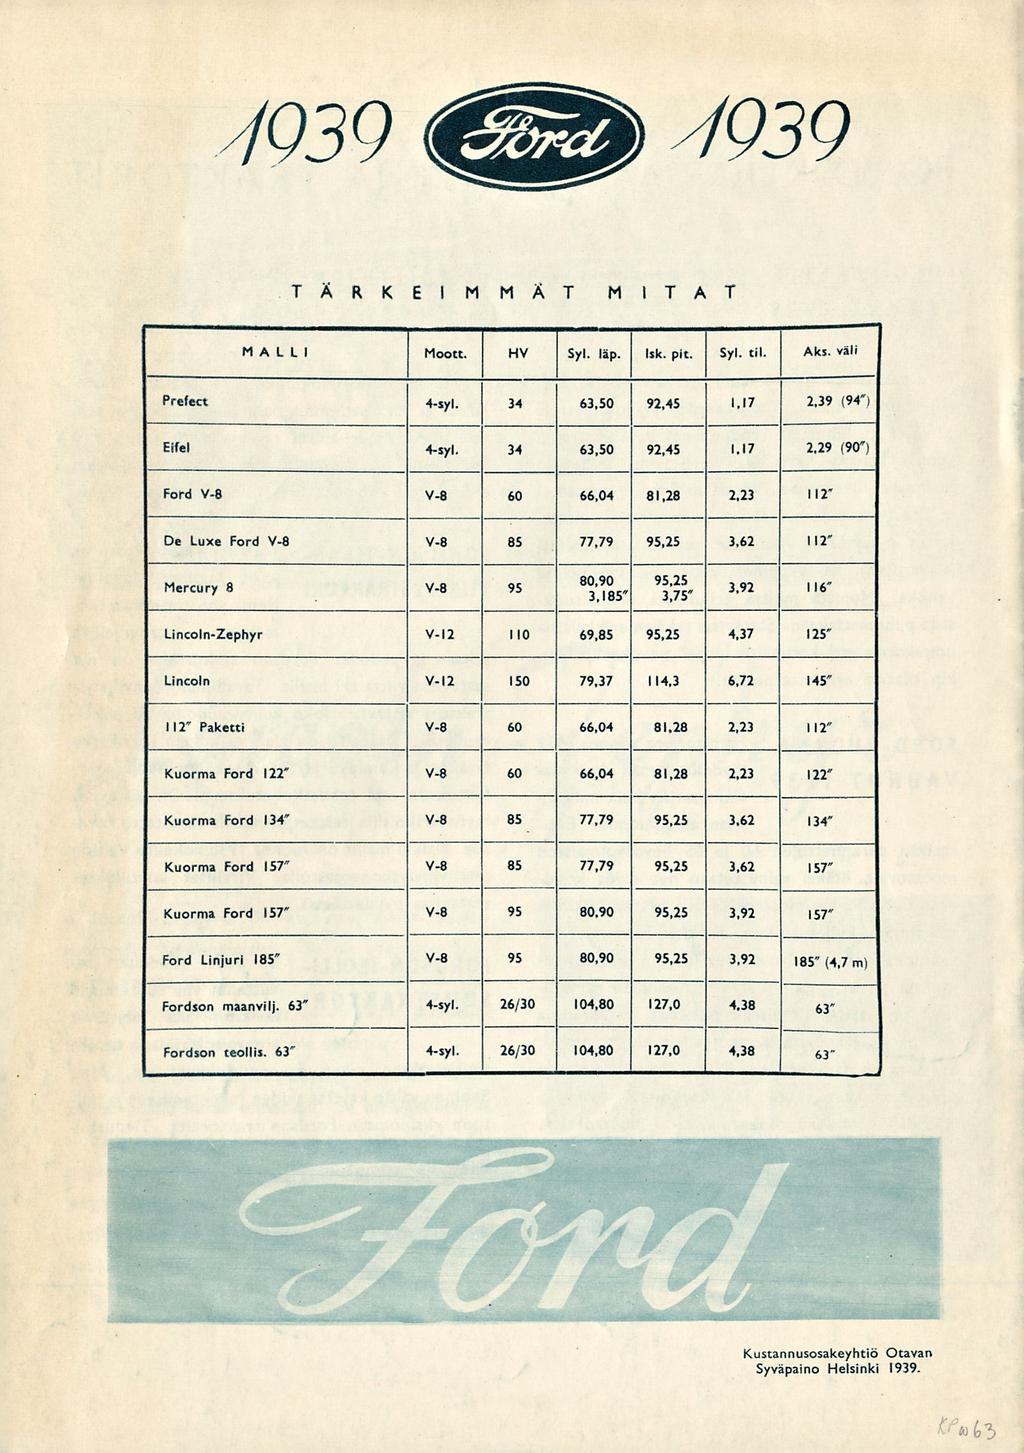 1939 Ford 1939
TÄRKEIMMÄT MITAT
MALLI Moott. HV Syl. läp. Isk. pit. Syl. til. Aks. väli
Prefect 4-syl. 34 63,50 92,45 1,17 2,39 (94")
Eifel 4-syl. 34 63,50 92,45 1,17 2,29 (90")
Ford V-8 V-8 60 66,04 81,28 2,23 112"
De Luxe Ford V-8 V-8 85 77,79 95,25 3,62 112"
Mercury 8 V-8 95 80,90 3,185" 95,25 3,75" 3,92 116"
Lincoln-Zephyr V-12 110 69,85 95,25 4,37 125"
Lincoln V-12 150 79,37 114,3 6,72 145"
112" Paketti V-8 60 66,04 81,28 2,23 112"
Kuorma Ford 122" V-8 60 66,04 81,28 2,23 122"
Kuorma Ford 134" V-8 85 77,79 95,25 3,62 134"
Kuorma Ford 157" V-8 85 77,79 95,25 3,62 157"
Kuorma Ford 157" V-8 95 80,90 95,25 3,92 157"
Ford Linjuri 185" V-8 95 80,90 95,25 3,92 185" (4,7 m)
Fordson maanvilj. 63" 4-syl. 26/30 104,80 127,0 4,38 63"
Fordson teollis. 63" 4-syl. 26/30 104,80 127,0 4,38 63"
Ford
Kustannusosakeyhtiö Otavan
Syväpaino Helsinki 1939.